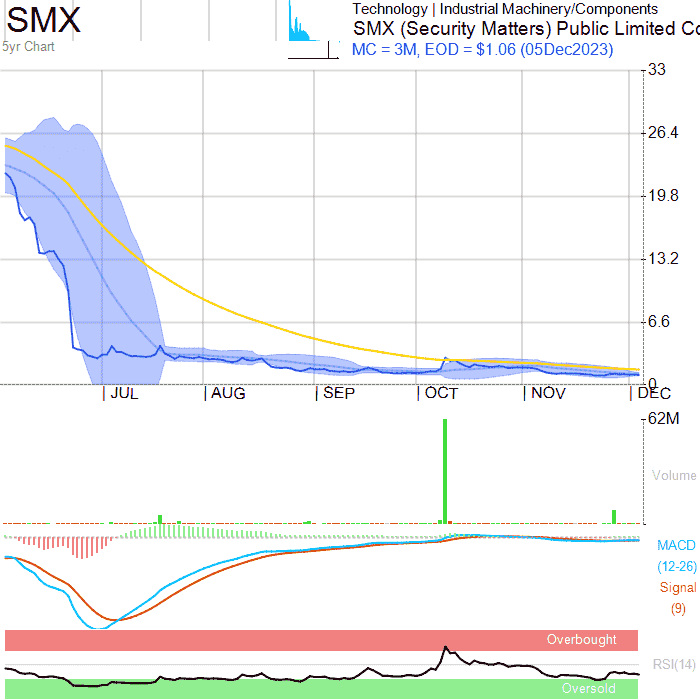 SMX
5yr Chart
Technology | Industrial Machinery/Components
SMX (Security Matters) Public Limited Co
MC = 3M, EOD = $1.06 (05Dec2023)
33
26.4
19.8
13.2
6.6
0
JUL AUG SEP OCT NOV DEC
62M
Volume
MACD
(12-26)
Signal
(9)
Overbought
RSI(14)
Oversold